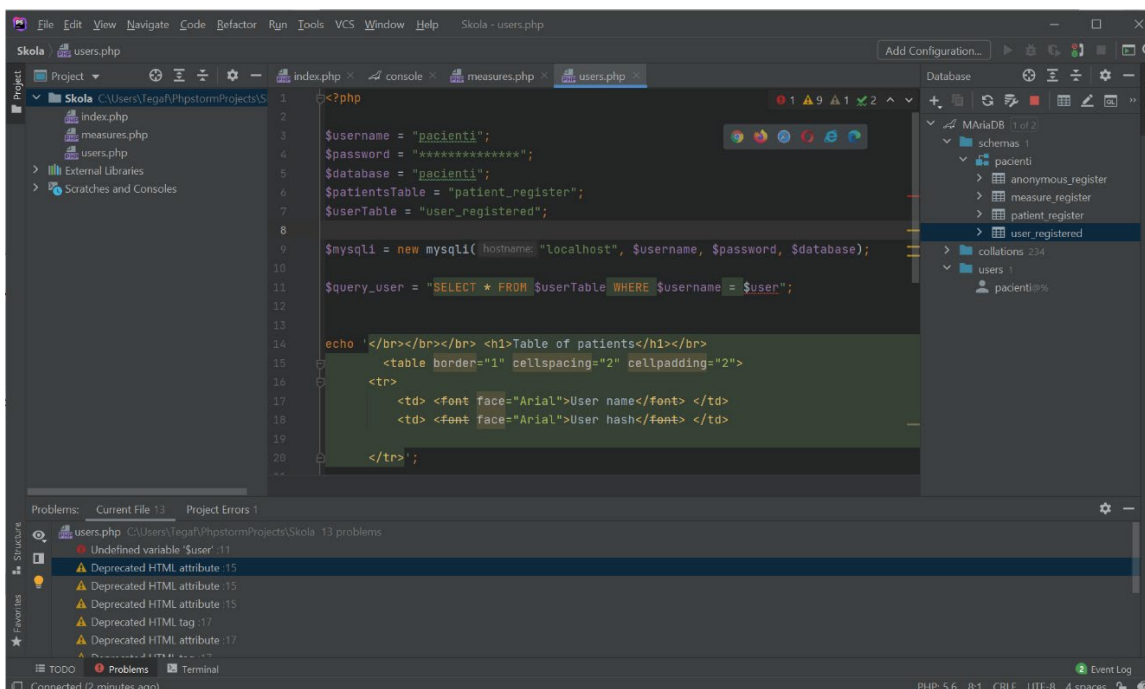 File Edit View Navigate Code Refactor Run Tools VCS Window Help Skola - users.php
Skola users.php Add Configuration...
Project
Project
index.php console measures.php users.php
Database
Skola C:\Users\Tegaf\PhpstormProjects\S
index.php
measures.php
users.php
External Libraries
Scratches and Consoles
1 9 1 2
1 <?php
2
3 $username = "pacienti";
4 $password = "***************";
5 $database = "pacienti";
6 $patientsTable = "patient_register";
7 $userTable = "user_registered";
8
9 $mysqli = new mysqli( hostname: "localhost", $username, $password, $database);
10
11 $query_user = "SELECT * FROM $userTable WHERE $username = $user";
12
13
14 echo '</br></br></br> <h1>Table of patients</h1></br>
15 <table border="1" cellspacing="2" cellpadding="2">
16 <tr>
17 <td> <font face="Arial">User name</font> </td>
18 <td> <font face="Arial">User hash</font> </td>
19
20 </tr>';
MAriaDB 1 of 2
schemas 1
pacienti
anonymous_register
measure_register
patient_register
user_registered
collations 234
users 1
pacienti@%
Problems: Current File 13 Project Errors 1
users.php C:\Users\Tegaf\PhpstormProjects\Skola 13 problems
Undefined variable '$user' :11
Deprecated HTML attribute :15
Deprecated HTML attribute :15
Deprecated HTML attribute :15
Deprecated HTML tag :17
Deprecated HTML attribute :17
Deprecated HTML tag :17
Structure
Favorites
TODO Problems Terminal 2 Event Log
Connected (2 minutes ago) PHP: 5.6 8:1 CRLF UTF-8 4 spaces